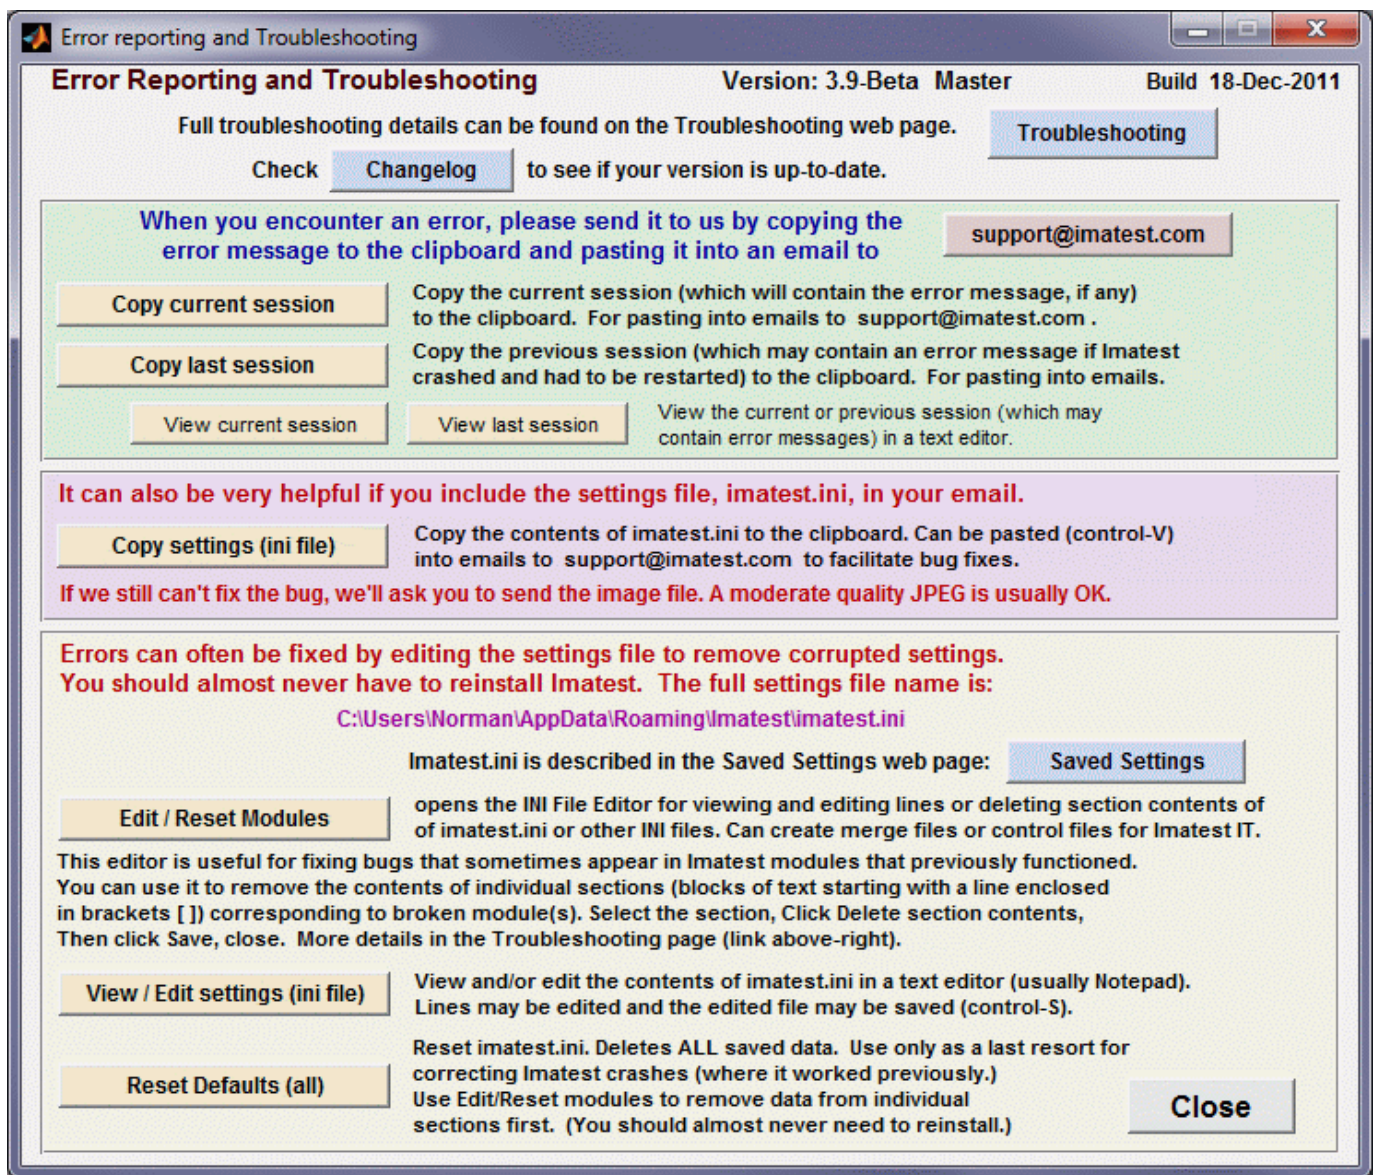 Error reporting and Troubleshooting
Error Reporting and Troubleshooting Version: 3.9-Beta Master Build 18-Dec-2011
Full troubleshooting details can be found on the Troubleshooting web page. Troubleshooting
Check Changelog to see if your version is up-to-date.
When you encounter an error, please send it to us by copying the
error message to the clipboard and pasting it into an email to
support@imatest.com
Copy current session
Copy the current session (which will contain the error message, if any)
to the clipboard. For pasting into emails to support@imatest.com .
Copy last session
Copy the previous session (which may contain an error message if Imatest
crashed and had to be restarted) to the clipboard. For pasting into emails.
View current session View last session
View the current or previous session (which may
contain error messages) in a text editor.
It can also be very helpful if you include the settings file, imatest.ini, in your email.
Copy settings (ini file)
Copy the contents of imatest.ini to the clipboard. Can be pasted (control-V)
into emails to support@imatest.com to facilitate bug fixes.
If we still can't fix the bug, we'll ask you to send the image file. A moderate quality JPEG is usually OK.
Errors can often be fixed by editing the settings file to remove corrupted settings.
You should almost never have to reinstall Imatest. The full settings file name is:
C:\Users\Norman\AppData\Roaming\Imatest\imatest.ini
Imatest.ini is described in the Saved Settings web page: Saved Settings
Edit / Reset Modules
opens the INI File Editor for viewing and editing lines or deleting section contents of
of imatest.ini or other INI files. Can create merge files or control files for Imatest IT.
This editor is useful for fixing bugs that sometimes appear in Imatest modules that previously functioned.
You can use it to remove the contents of individual sections (blocks of text starting with a line enclosed
in brackets [ ]) corresponding to broken module(s). Select the section, Click Delete section contents,
Then click Save, close. More details in the Troubleshooting page (link above-right).
View / Edit settings (ini file)
View and/or edit the contents of imatest.ini in a text editor (usually Notepad).
Lines may be edited and the edited file may be saved (control-S).
Reset Defaults (all)
Reset imatest.ini. Deletes ALL saved data. Use only as a last resort for
correcting Imatest crashes (where it worked previously.)
Use Edit/Reset modules to remove data from individual
sections first. (You should almost never need to reinstall.)
Close